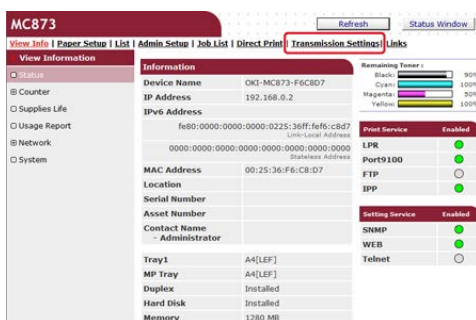 MC873
Refresh
Status Window
View Info | Paper Setup | List | Admin Setup | Job List | Direct Print | Transmission Settings | Links
View Information
Status
Counter
Supplies Life
Usage Report
Network
System
Information
Device Name OKI-MC873-F6C8D7
IP Address 192.168.0.2
IPv6 Address
fe80:0000:0000:0000:0225:36ff:fef6:c8d7
Link-Local Address
0000:0000:0000:0000:0000:0000:0000:0000
Stateless Address
MAC Address 00:25:36:F6:C8:D7
Location
Serial Number
Asset Number
Contact Name
- Administrator
Tray1 A4[LEF]
MP Tray A4[LEF]
Duplex Installed
Hard Disk Installed
Memory 1280 MB
Remaining Toner :
Black: 90%
Cyan: 100%
Magenta: 50%
Yellow: 100%
Print Service Enabled
LPR
Port9100
FTP
IPP
Setting Service Enabled
SNMP
WEB
Telnet